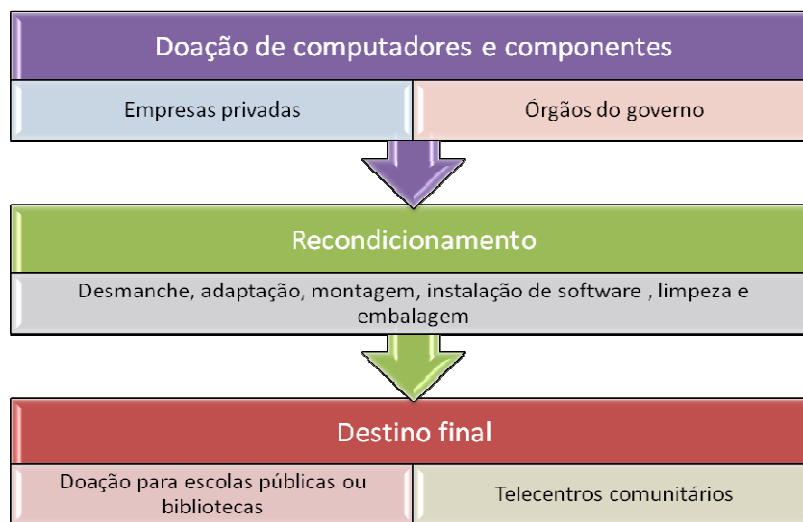 Doação de computadores e componentes
Empresas privadas
Órgãos do governo
Recondicionamento
Desmanche, adaptação, montagem, instalação de software , limpeza e
embalagem
Destino final
Doação para escolas públicas ou
bibliotecas
Telecentros comunitários